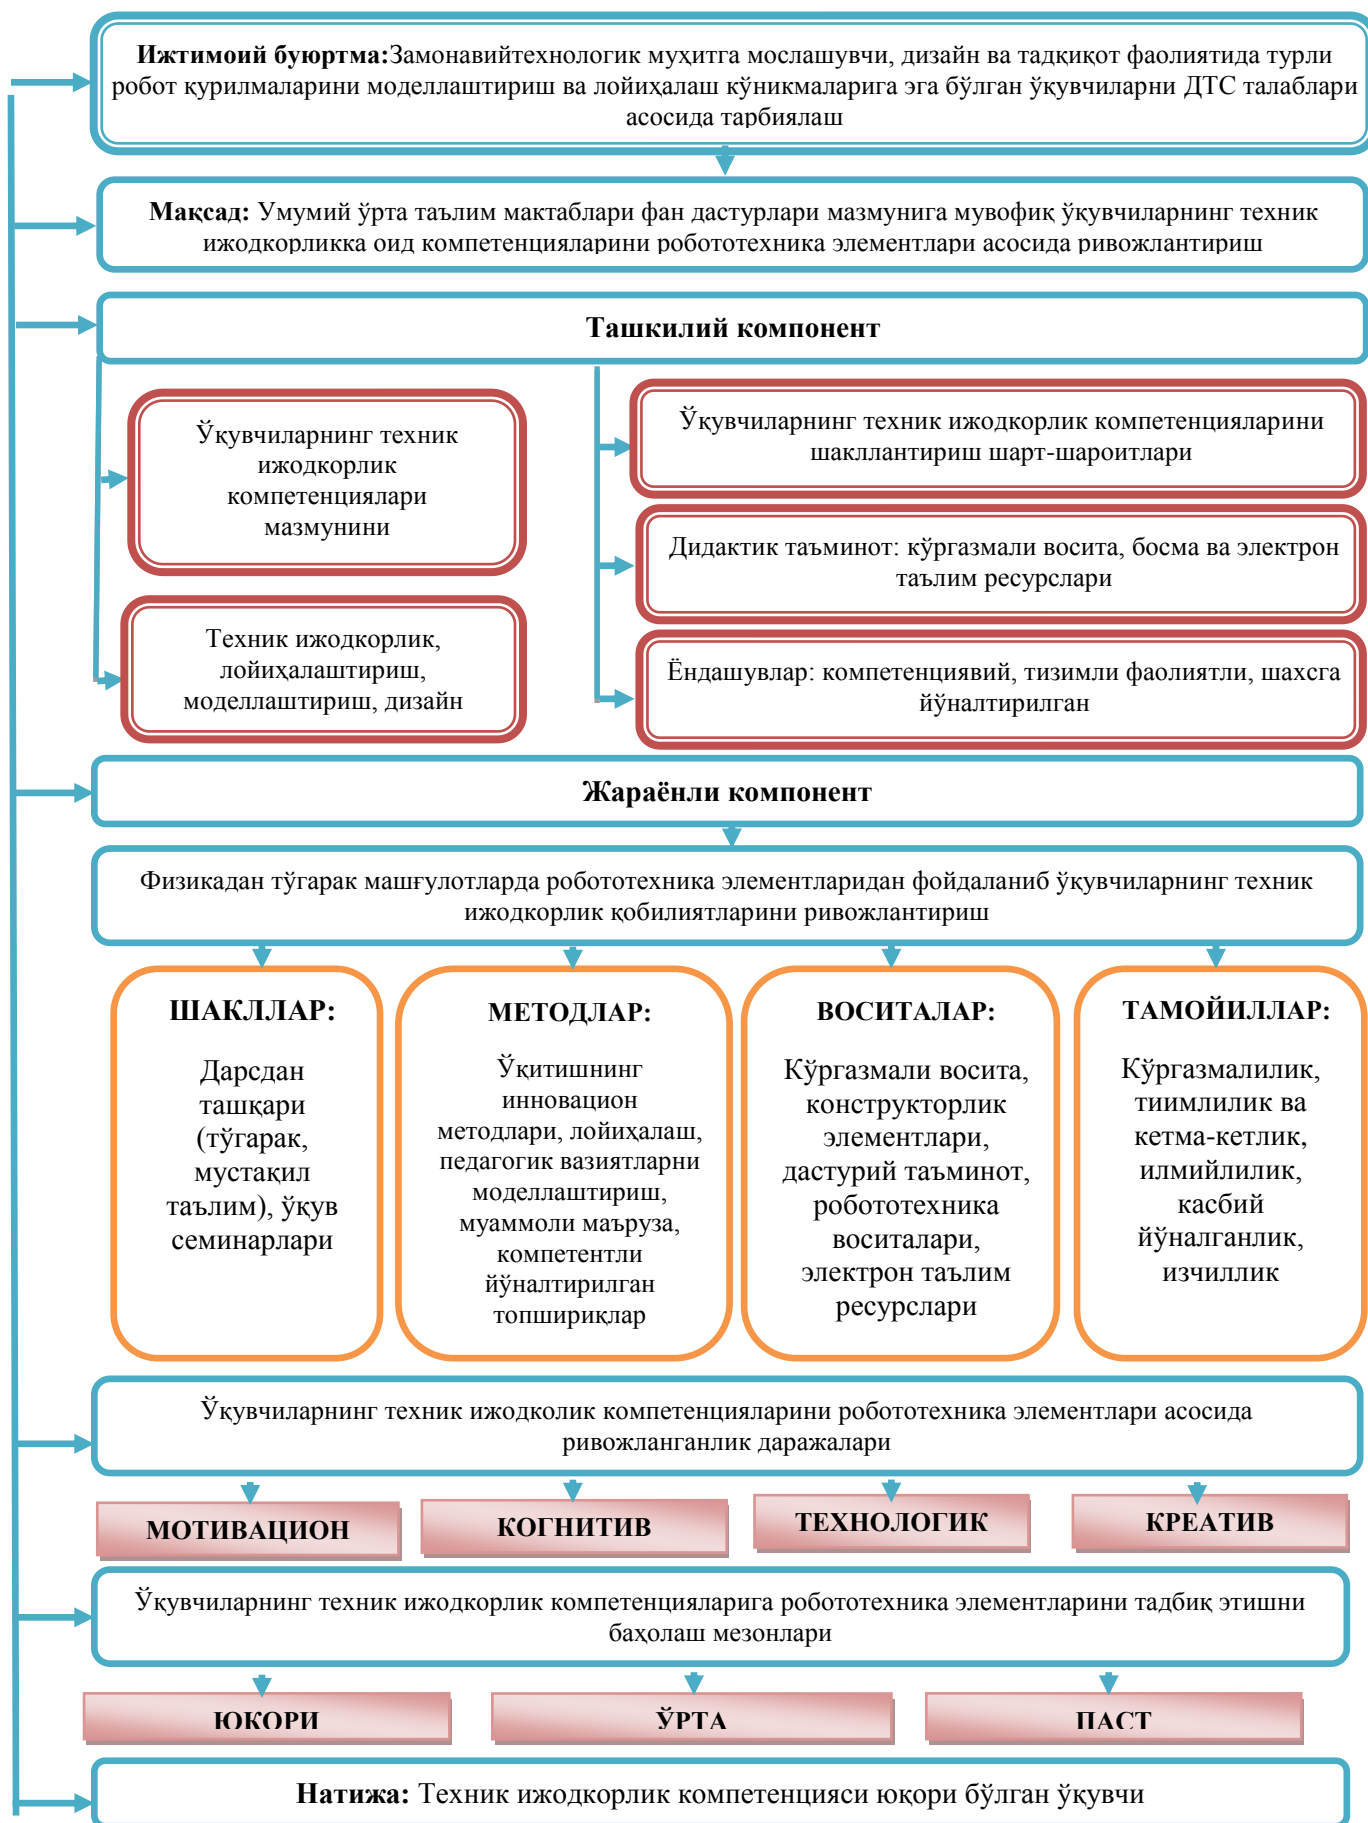 Ижтимоий буюртма:Замонавийтехнологик муҳитга мослашувчи, дизайн ва тадқиқот фаолиятида турли
робот қурилмаларини моделлаштириш ва лойиҳалаш кўникмаларига эга бўлган ўқувчиларни ДТС талаблари
асосида тарбиялаш
Мақсад: Умумий ўрта таълим мактаблари фан дастурлари мазмунига мувофиқ ўқувчиларнинг техник
ижодкорликка оид компетенцияларини робототехника элементлари асосида ривожлантириш
Ташкилий компонент
Ўқувчиларнинг техник
ижодкорлик
компетенциялари
мазмунини
Техник ижодкорлик,
лойиҳалаштириш,
моделлаштириш, дизайн
Ўқувчиларнинг техник ижодкорлик компетенцияларини
шакллантириш шарт-шароитлари
Дидактик таъминот: кўргазмали восита, босма ва электрон
таълим ресурслари
Ёндашувлар: компетенциявий, тизимли фаолиятли, шахсга
йўналтирилган
Жараёнли компонент
Физикадан тўгарак машғулотларда робототехника элементларидан фойдаланиб ўқувчиларнинг техник
ижодкорлик қобилиятларини ривожлантириш
ШАКЛЛАР:
Дарсдан
ташқари
(тўгарак,
мустақил
таълим), ўқув
семинарлари
МЕТОДЛАР:
Ўқитишнинг
инновацион
методлари, лойиҳалаш,
педагогик вазиятларни
моделлаштириш,
муаммоли маъруза,
компетентли
йўналтирилган
топшириқлар
ВОСИТАЛАР:
Кўргазмали восита,
конструкторлик
элементлари,
дастурий таъминот,
робототехника
воситалари,
электрон таълим
ресурслари
ТАМОЙИЛЛАР:
Кўргазмалилик,
тиимлилик ва
кетма-кетлик,
илмийлилик,
касбий
йўналганлик,
изчиллик
Ўқувчиларнинг техник ижодколик компетенцияларини робототехника элементлари асосида
ривожланганлик даражалари
МОТИВАЦИОН
КОГНИТИВ
ТЕХНОЛОГИК
КРЕАТИВ
Ўқувчиларнинг техник ижодкорлик компетенцияларига робототехника элементларини тадбиқ этишни
баҳолаш мезонлари
ЮКОРИ
ЎРТА
ПАСТ
Натижа: Техник ижодкорлик компетенцияси юқори бўлган ўқувчи